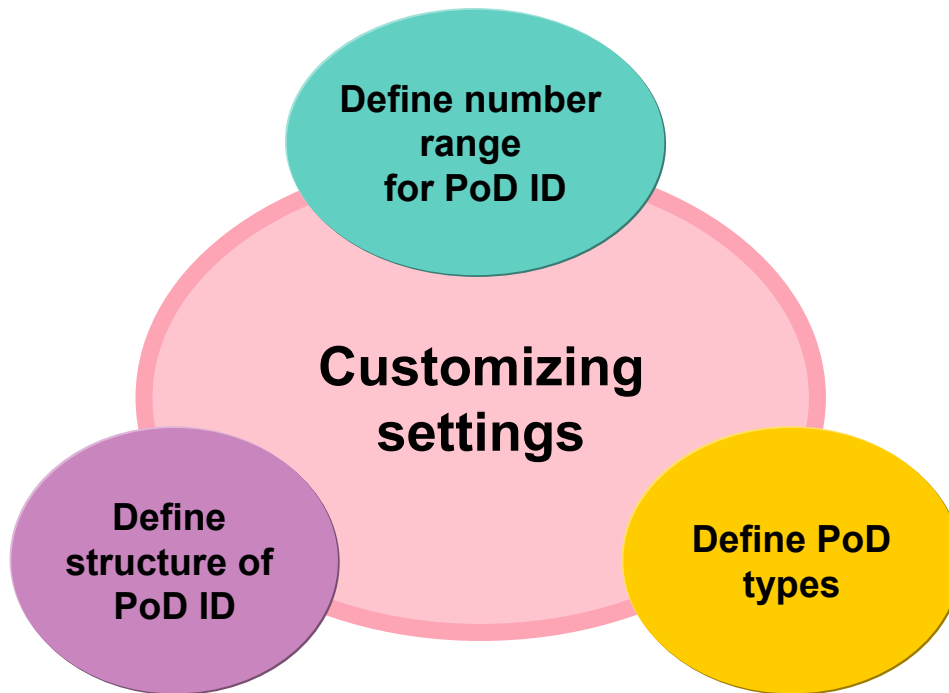 Define number
range
for PoD ID
Customizing
settings
Define
structure of
PoD ID
Define PoD
types